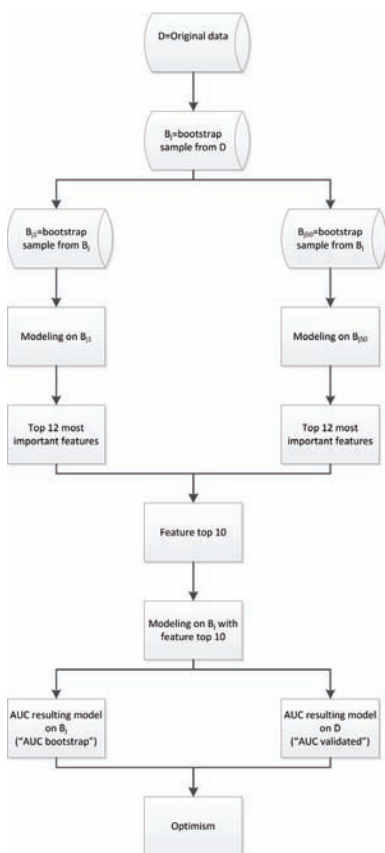 D=Original data
Bj=bootstrap
sample from D
Bj1=bootstrap
sample from Bj
Bj50=bootstrap
sample from Bj
Modeling on Bj1
Modeling on Bj50
Top 12 most
important features
Top 12 most
important features
Feature top 10
Modeling on Bj with
feature top 10
AUC resulting model
on Bj
("AUC bootstrap")
AUC resulting model
on D
("AUC validated")
Optimism